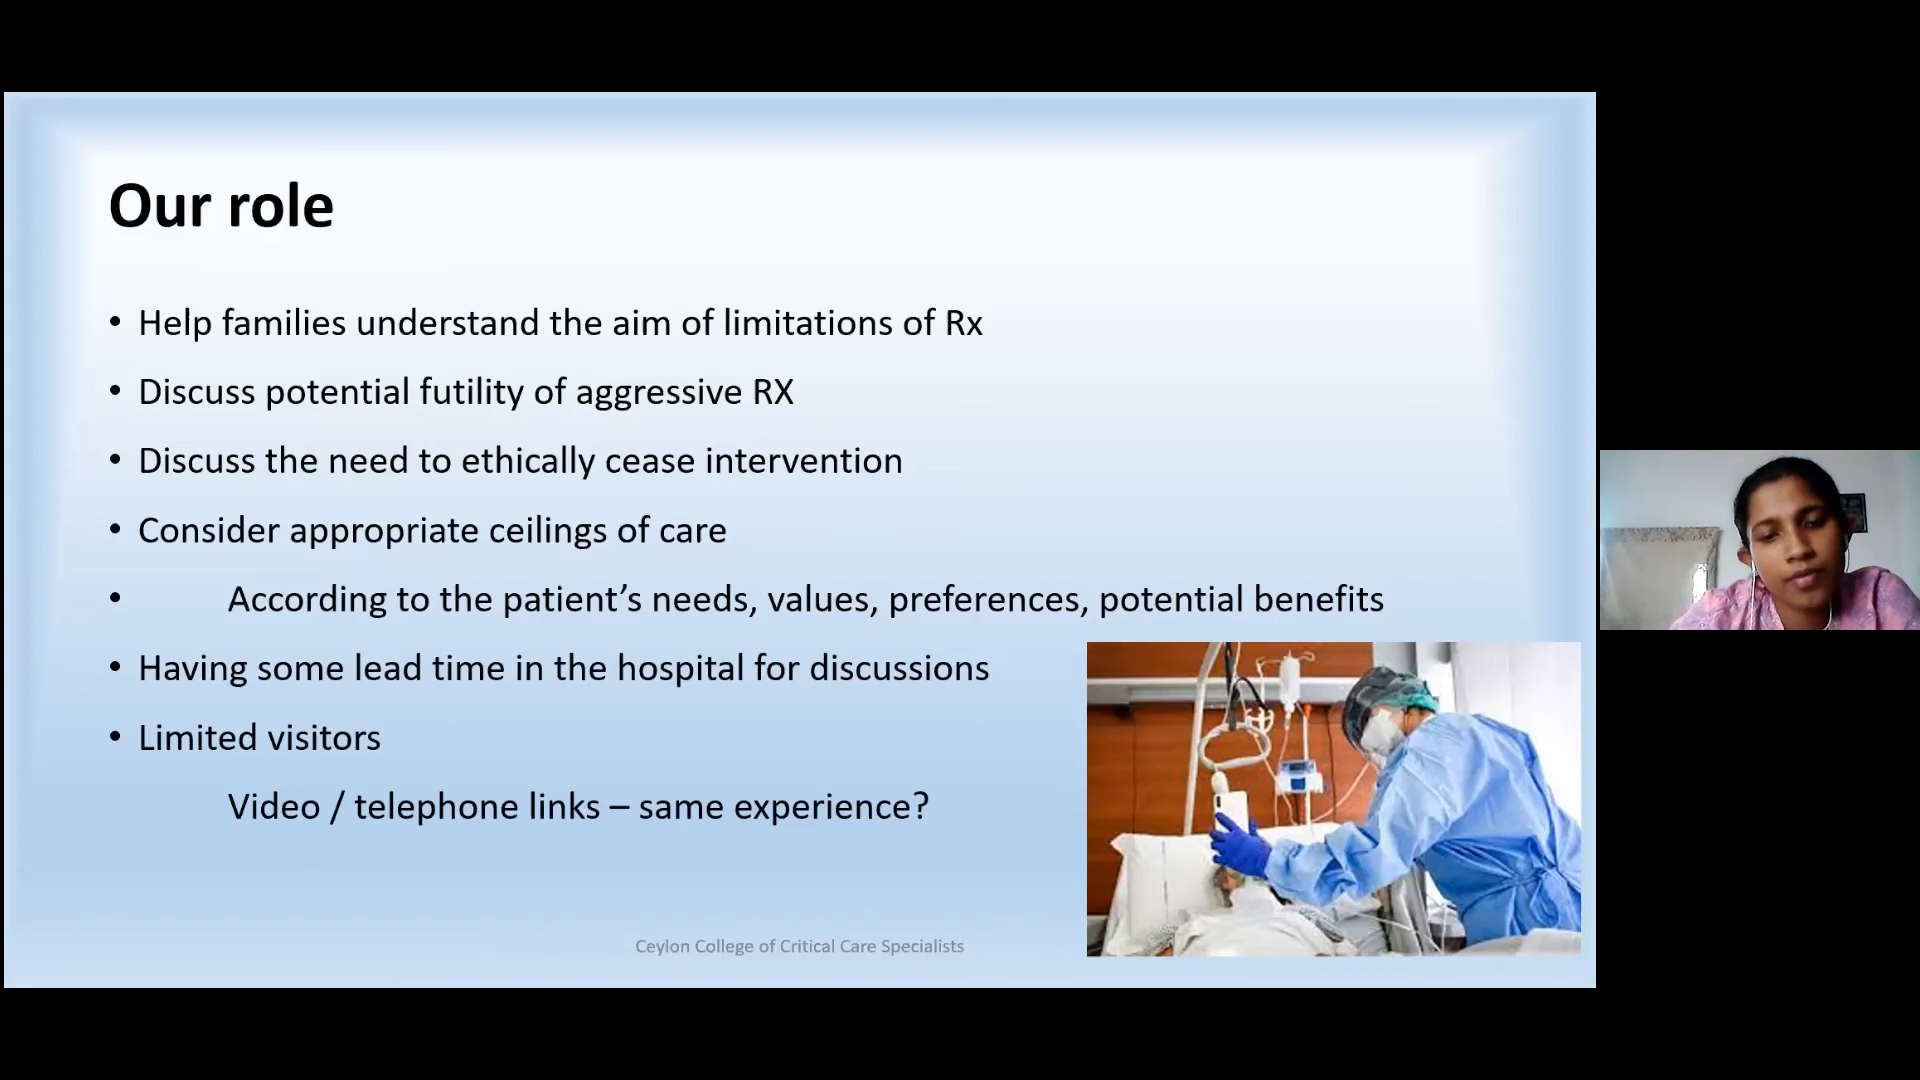 Our role
• Help families understand the aim of limitations of Rx
• Discuss potential futility of aggressive RX
• Discuss the need to ethically cease intervention
• Consider appropriate ceilings of care
• According to the patient’s needs, values, preferences, potential benefits
• Having some lead time in the hospital for discussions
• Limited visitors
Video / telephone links – same experience?
Ceylon College of Critical Care Specialists